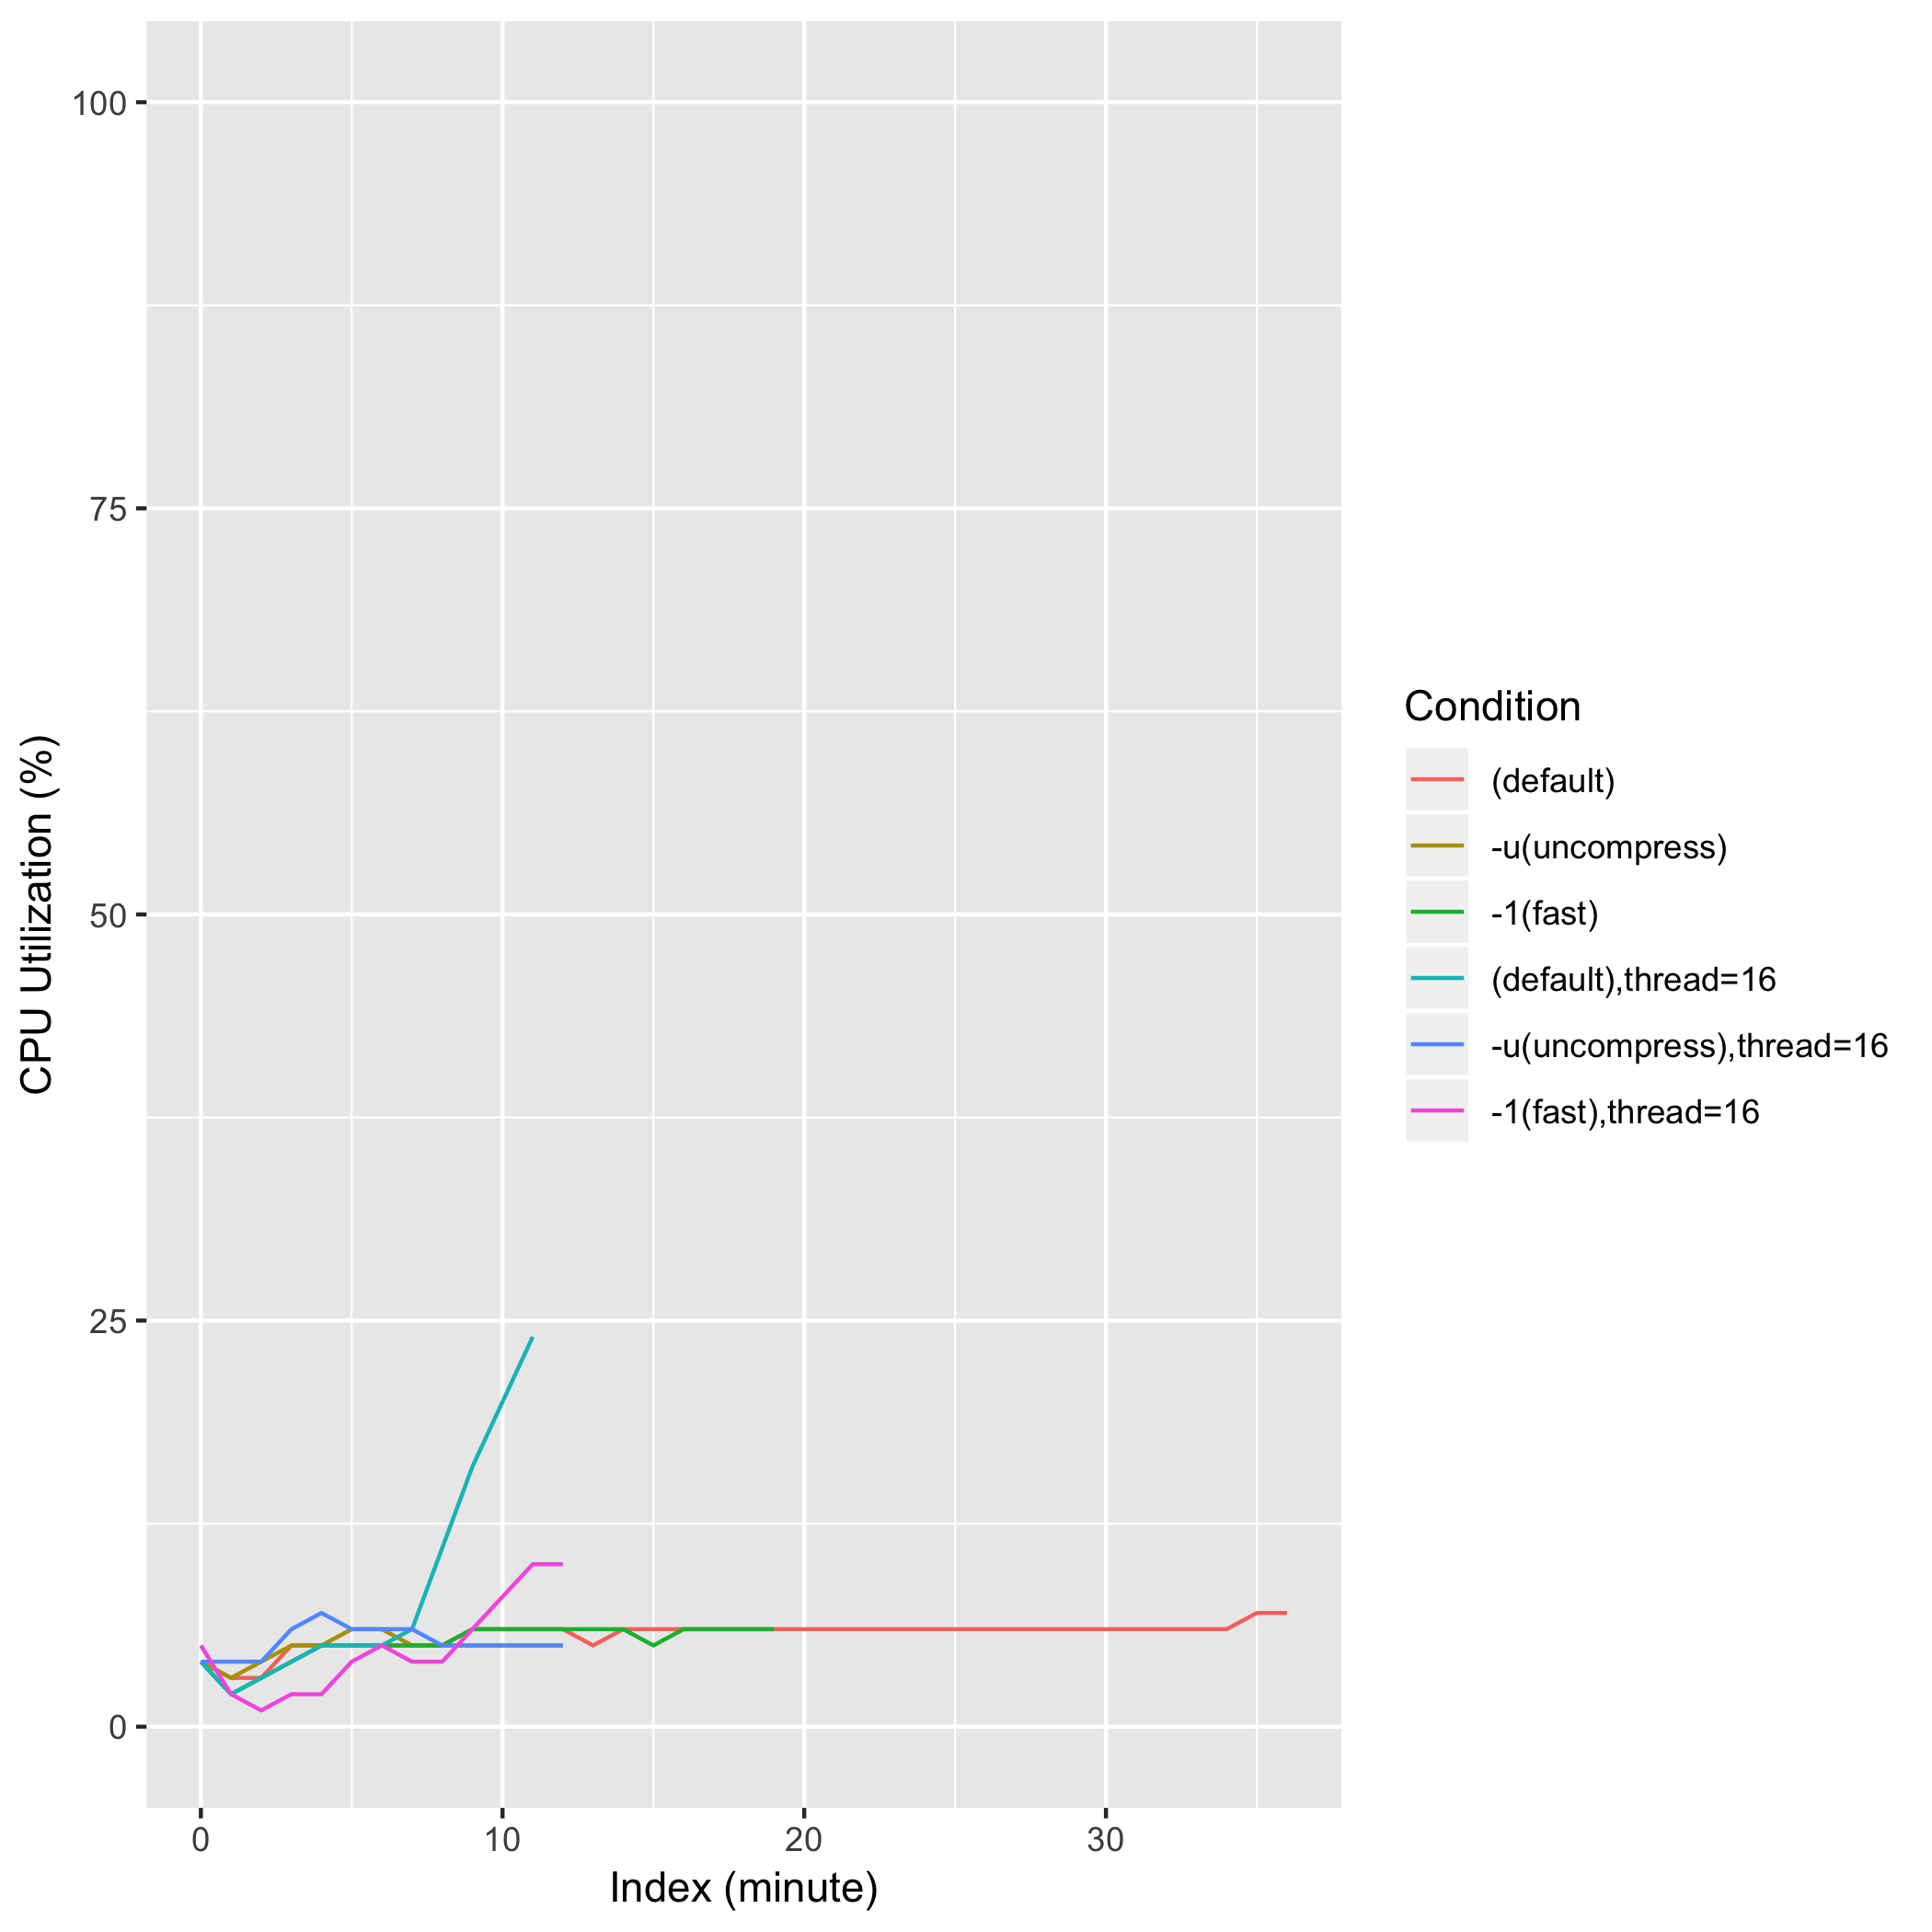 CPU Utilization (%)
100
75
50
25
0
0 10 20 30
Index (minute)
Condition
(default)
-u(uncompress)
-1(fast)
(default),thread=16
-u(uncompress),thread=16
-1(fast),thread=16